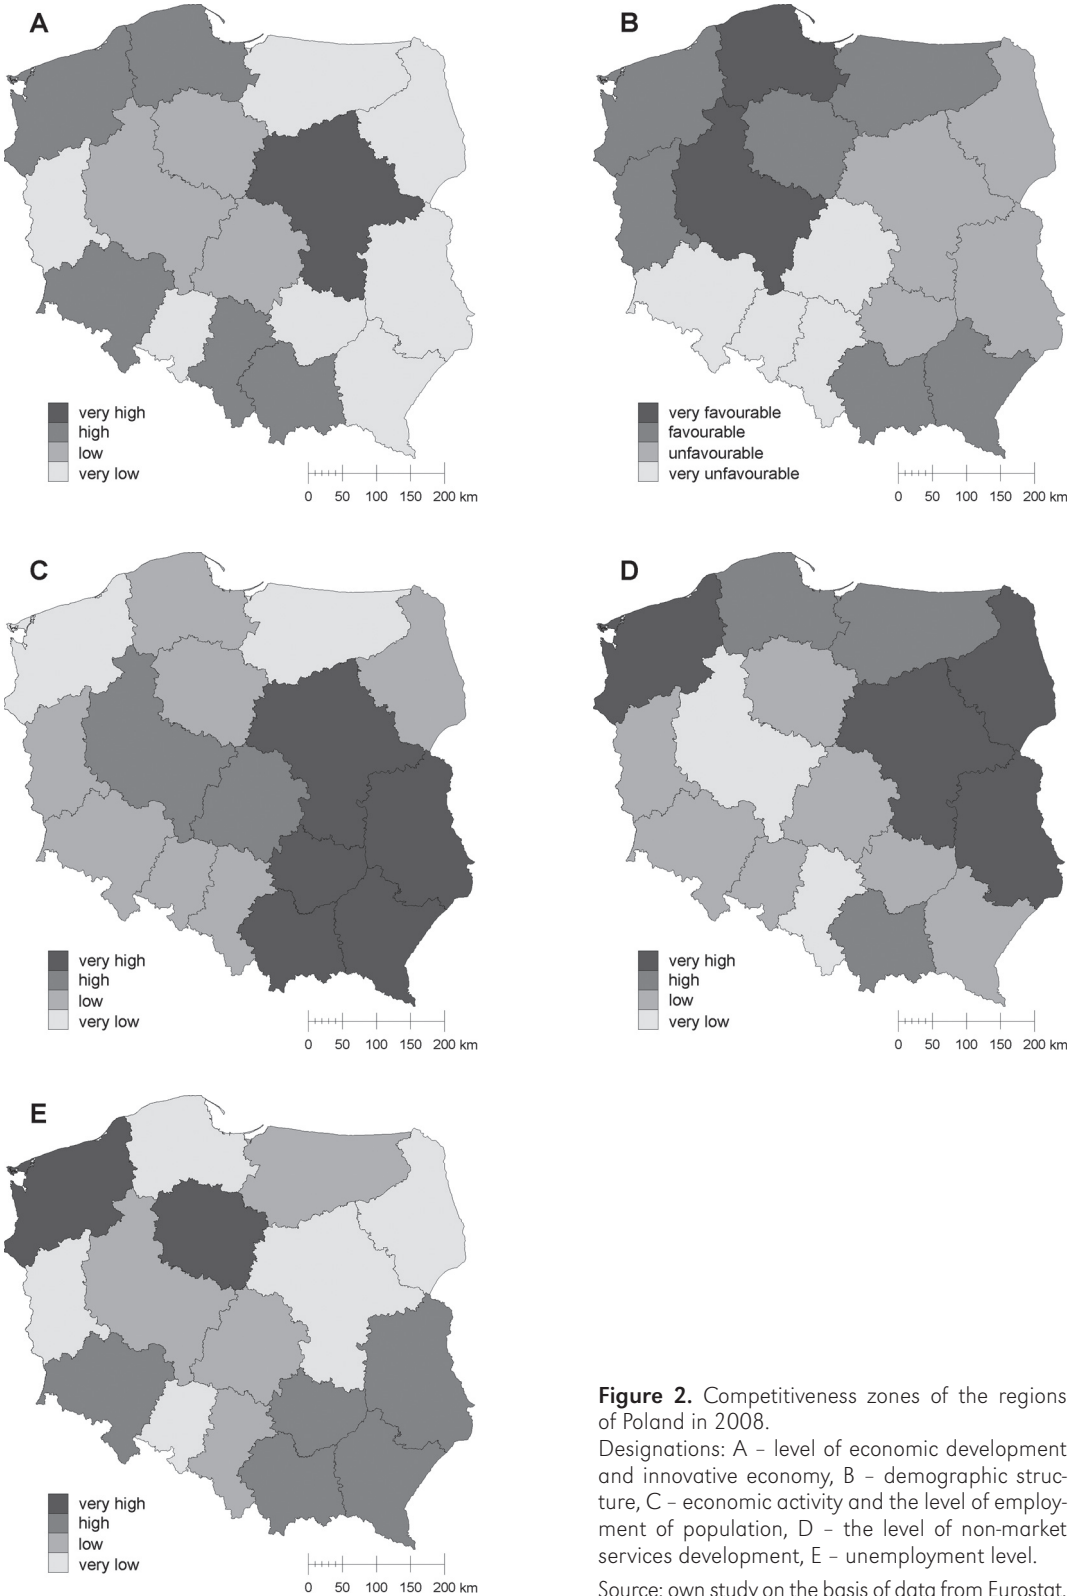 A
very high
high
low
very low
0 50 100 150 200 km
B
very favourable
favourable
unfavourable
very unfavourable
0 50 100 150 200 km
C
very high
high
low
very low
0 50 100 150 200 km
D
very high
high
low
very low
0 50 100 150 200 km
E
very high
high
low
very low
0 50 100 150 200 km
Figure 2. Competitiveness zones of the regions
of Poland in 2008.
Designations: A – level of economic development
and innovative economy, B – demographic struc-
ture, C – economic activity and the level of employ-
ment of population, D – the level of non-market
services development, E – unemployment level.
Source: own study on the basis of data from Eurostat.